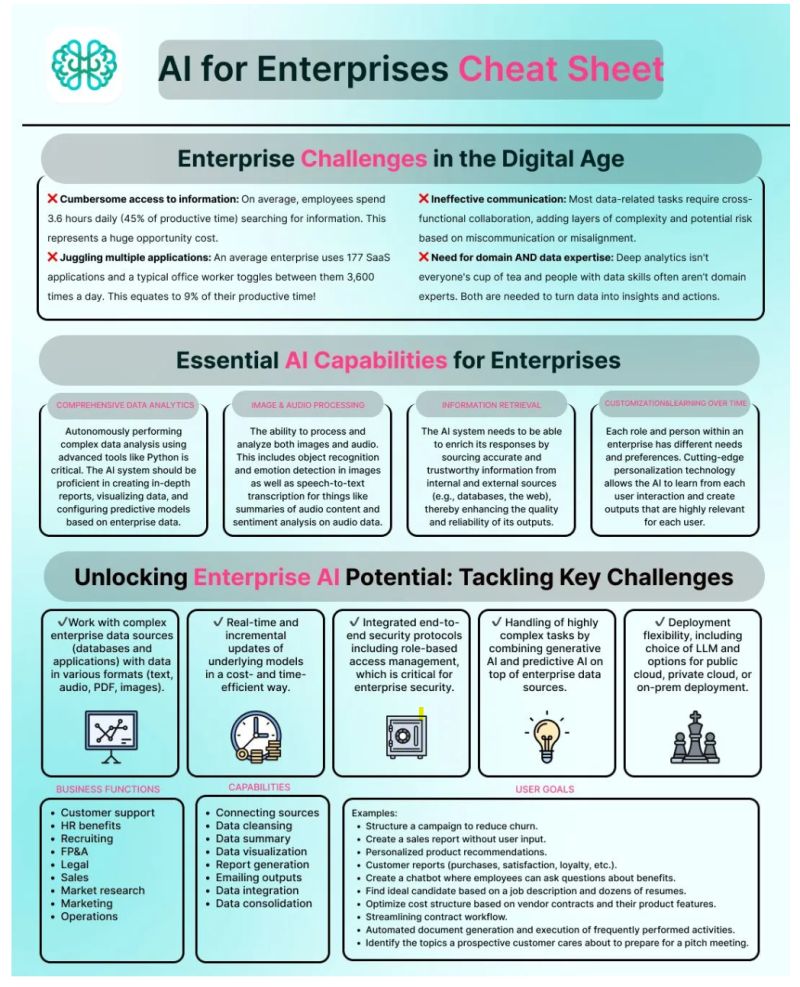 AI for Enterprises Cheat Sheet
Enterprise Challenges in the Digital Age
❌ Cumbersome access to information: On average, employees spend
3.6 hours daily (45% of productive time) searching for information. This
represents a huge opportunity cost.
❌ Juggling multiple applications: An average enterprise uses 177 SaaS
applications and a typical office worker toggles between them 3,600
times a day. This equates to 9% of their productive time!
❌ Ineffective communication: Most data-related tasks require cross-
functional collaboration, adding layers of complexity and potential risk
based on miscommunication or misalignment.
❌ Need for domain AND data expertise: Deep analytics isn't
everyone's cup of tea and people with data skills often aren't domain
experts. Both are needed to turn data into insights and actions.
Essential AI Capabilities for Enterprises
COMPREHENSIVE DATA ANALYTICS
Autonomously performing
complex data analysis using
advanced tools like Python is
critical. The AI system should be
proficient in creating in-depth
reports, visualizing data, and
configuring predictive models
based on enterprise data.
IMAGE & AUDIO PROCESSING
The ability to process and
analyze both images and audio.
This includes object recognition
and emotion detection in images
as well as speech-to-text
transcription for things like
summaries of audio content and
sentiment analysis on audio data.
INFORMATION RETRIEVAL
The AI system needs to be able
to enrich its responses by
sourcing accurate and
trustworthy information from
internal and external sources
(e.g., databases, the web),
thereby enhancing the quality
and reliability of its outputs.
CUSTOMIZATION&LEARNING OVER TIME
Each role and person within an
enterprise has different needs
and preferences. Cutting-edge
personalization technology
allows the AI to learn from each
user interaction and create
outputs that are highly relevant
for each user.
Unlocking Enterprise AI Potential: Tackling Key Challenges
✓Work with complex
enterprise data sources
(databases and
applications) with data
in various formats (text,
audio, PDF, images).
✓ Real-time and
incremental
updates of
underlying models
in a cost- and time-
efficient way.
✓ Integrated end-to-
end security protocols
including role-based
access management,
which is critical for
enterprise security.
✓ Handling of highly
complex tasks by
combining generative
AI and predictive AI on
top of enterprise data
sources.
✓ Deployment
flexibility, including
choice of LLM and
options for public
cloud, private cloud, or
on-prem deployment.
BUSINESS FUNCTIONS
• Customer support
• HR benefits
• Recruiting
• FP&A
• Legal
• Sales
• Market research
• Marketing
• Operations
CAPABILITIES
• Connecting sources
• Data cleansing
• Data summary
• Data visualization
• Report generation
• Emailing outputs
• Data integration
• Data consolidation
USER GOALS
Examples:
• Structure a campaign to reduce churn.
• Create a sales report without user input.
• Personalized product recommendations.
• Customer reports (purchases, satisfaction, loyalty, etc.).
• Create a chatbot where employees can ask questions about benefits.
• Find ideal candidate based on a job description and dozens of resumes.
• Optimize cost structure based on vendor contracts and their product features.
• Streamlining contract workflow.
• Automated document generation and execution of frequently performed activities.
• Identify the topics a prospective customer cares about to prepare for a pitch meeting.